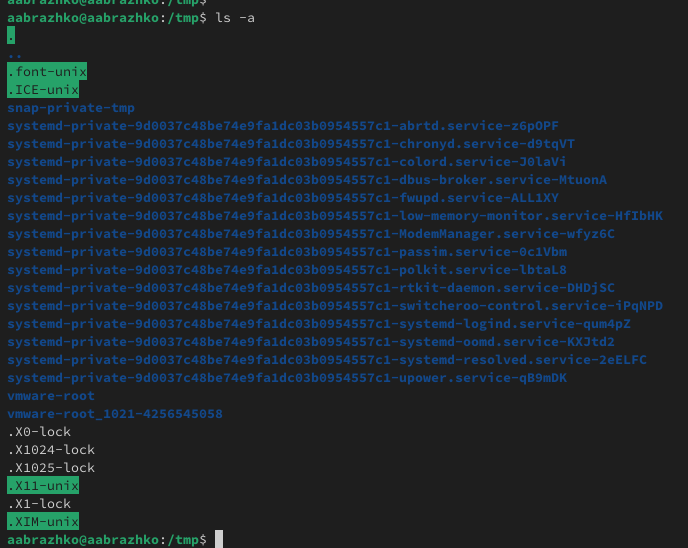 aabrazhko@aabrazhko:/tmp$
aabrazhko@aabrazhko:/tmp$ ls -a
.
..
.font-unix
.ICE-unix
snap-private-tmp
systemd-private-9d0037c48be74e9fa1dc03b0954557c1-abrtd.service-z6pOPF
systemd-private-9d0037c48be74e9fa1dc03b0954557c1-chronyd.service-d9tqVT
systemd-private-9d0037c48be74e9fa1dc03b0954557c1-colord.service-J0laVi
systemd-private-9d0037c48be74e9fa1dc03b0954557c1-dbus-broker.service-MtuonA
systemd-private-9d0037c48be74e9fa1dc03b0954557c1-fwupd.service-ALL1XY
systemd-private-9d0037c48be74e9fa1dc03b0954557c1-low-memory-monitor.service-HfIbHK
systemd-private-9d0037c48be74e9fa1dc03b0954557c1-ModemManager.service-wfyz6C
systemd-private-9d0037c48be74e9fa1dc03b0954557c1-passim.service-0c1Vbm
systemd-private-9d0037c48be74e9fa1dc03b0954557c1-polkit.service-lbtaL8
systemd-private-9d0037c48be74e9fa1dc03b0954557c1-rtkit-daemon.service-DHDjSC
systemd-private-9d0037c48be74e9fa1dc03b0954557c1-switcheroo-control.service-iPqNPD
systemd-private-9d0037c48be74e9fa1dc03b0954557c1-systemd-logind.service-qum4pZ
systemd-private-9d0037c48be74e9fa1dc03b0954557c1-systemd-oomd.service-KXJtd2
systemd-private-9d0037c48be74e9fa1dc03b0954557c1-systemd-resolved.service-2eELFC
systemd-private-9d0037c48be74e9fa1dc03b0954557c1-upower.service-qB9mDK
vmware-root
vmware-root_1021-4256545058
.X0-lock
.X1024-lock
.X1025-lock
.X11-unix
.X1-lock
.XIM-unix
aabrazhko@aabrazhko:/tmp$